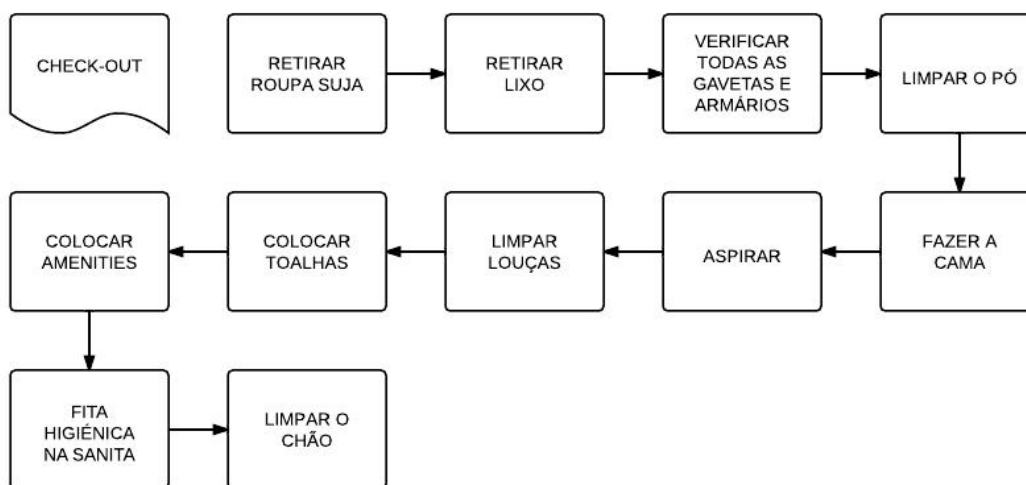 CHECK-OUT
RETIRAR
ROUPA SUJA
RETIRAR
LIXO
VERIFICAR
TODAS AS
GAVETAS E
ARMÁRIOS
LIMPAR O PÓ
FAZER A
CAMA
ASPIRAR
LIMPAR
LOUÇAS
COLOCAR
TOALHAS
COLOCAR
AMENITIES
FITA
HIGIÉNICA
NA SANITA
LIMPAR O
CHÃO